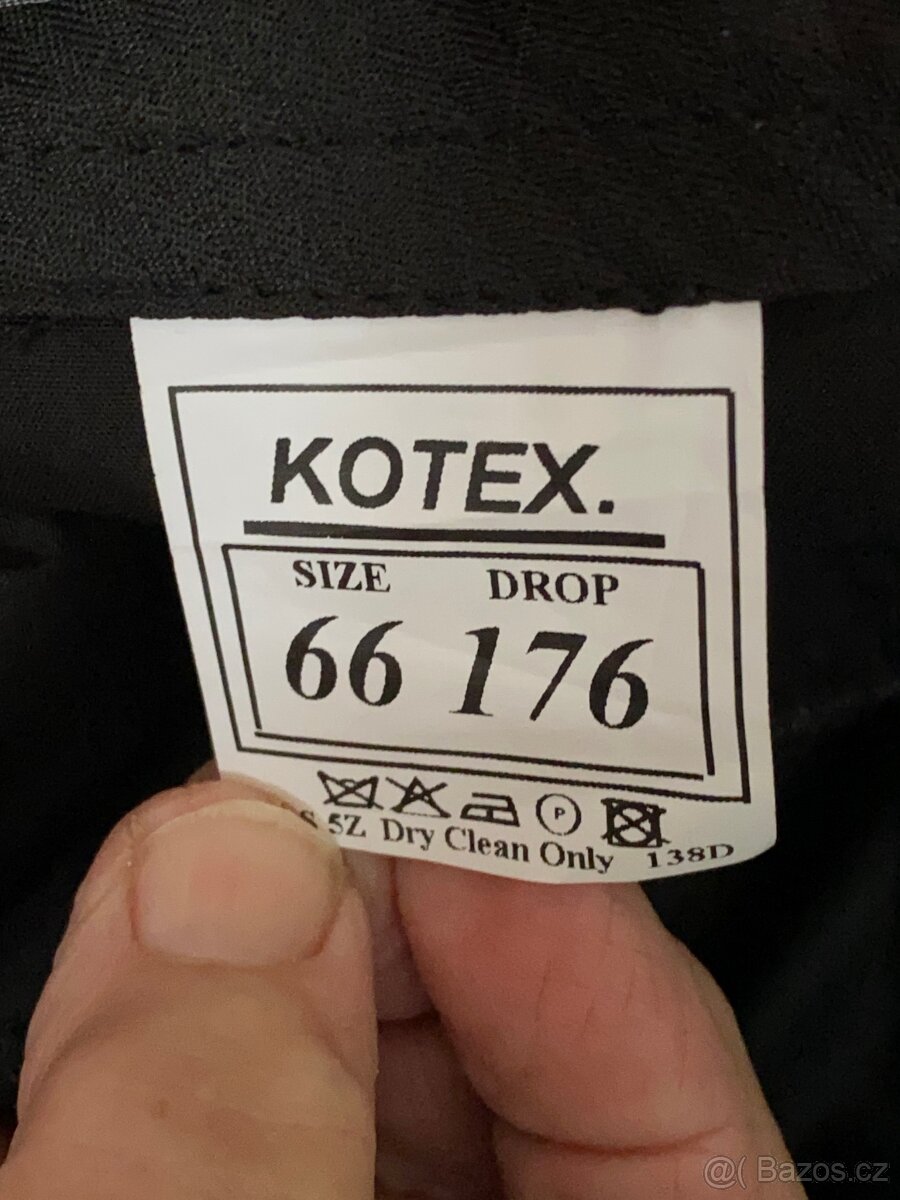 KOTEX.
SIZE DROP
66 176
P
S 5Z Dry Clean Only 138D
@( Bazos.cz